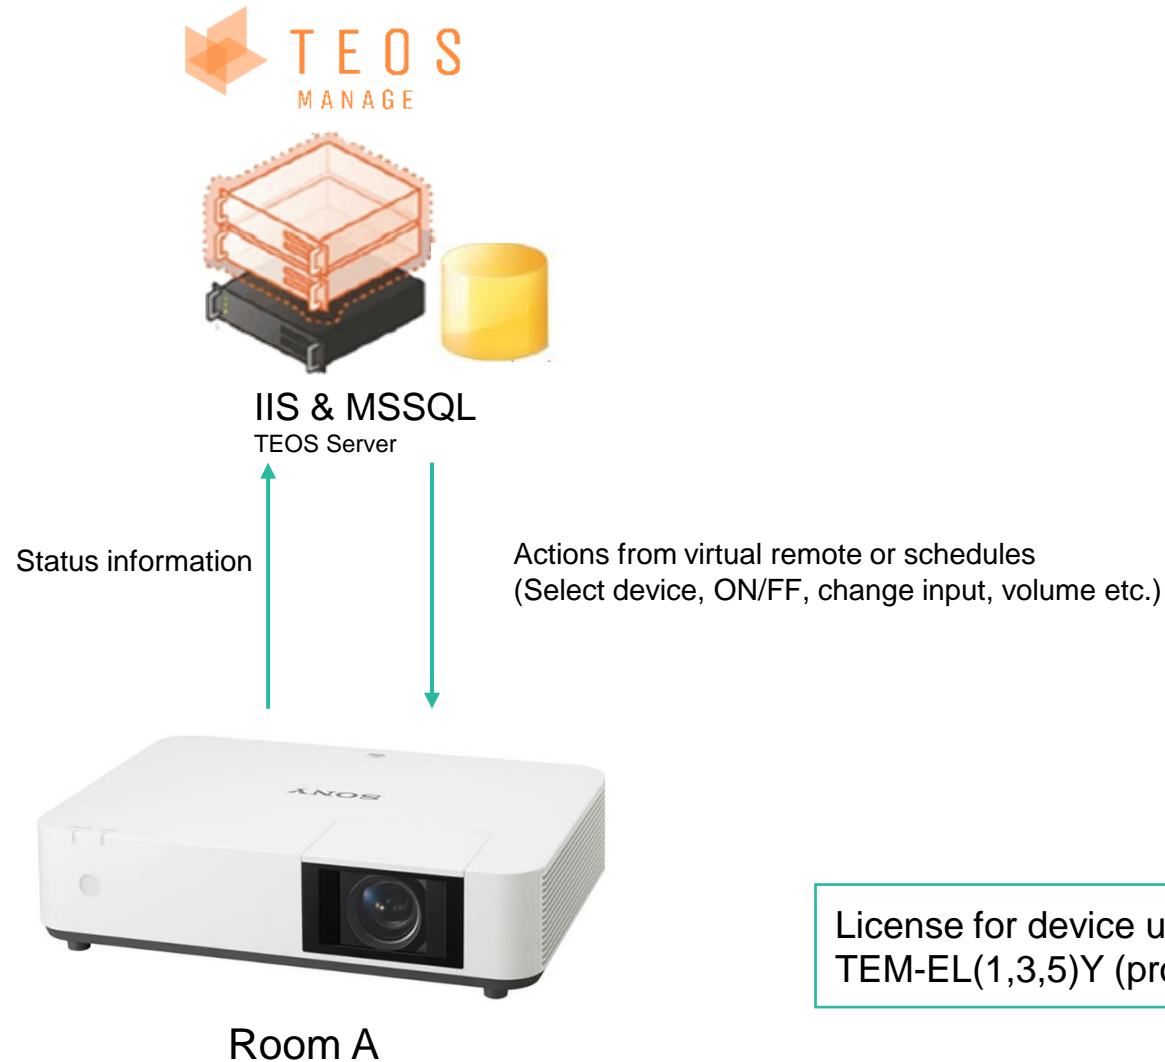 TEOS
MANAGE
IIS & MSSQL
TEOS Server
Status information
Actions from virtual remote or schedules
(Select device, ON/FF, change input, volume etc.)
SONY
License for device u
TEM-EL(1,3,5)Y (pro
Room A